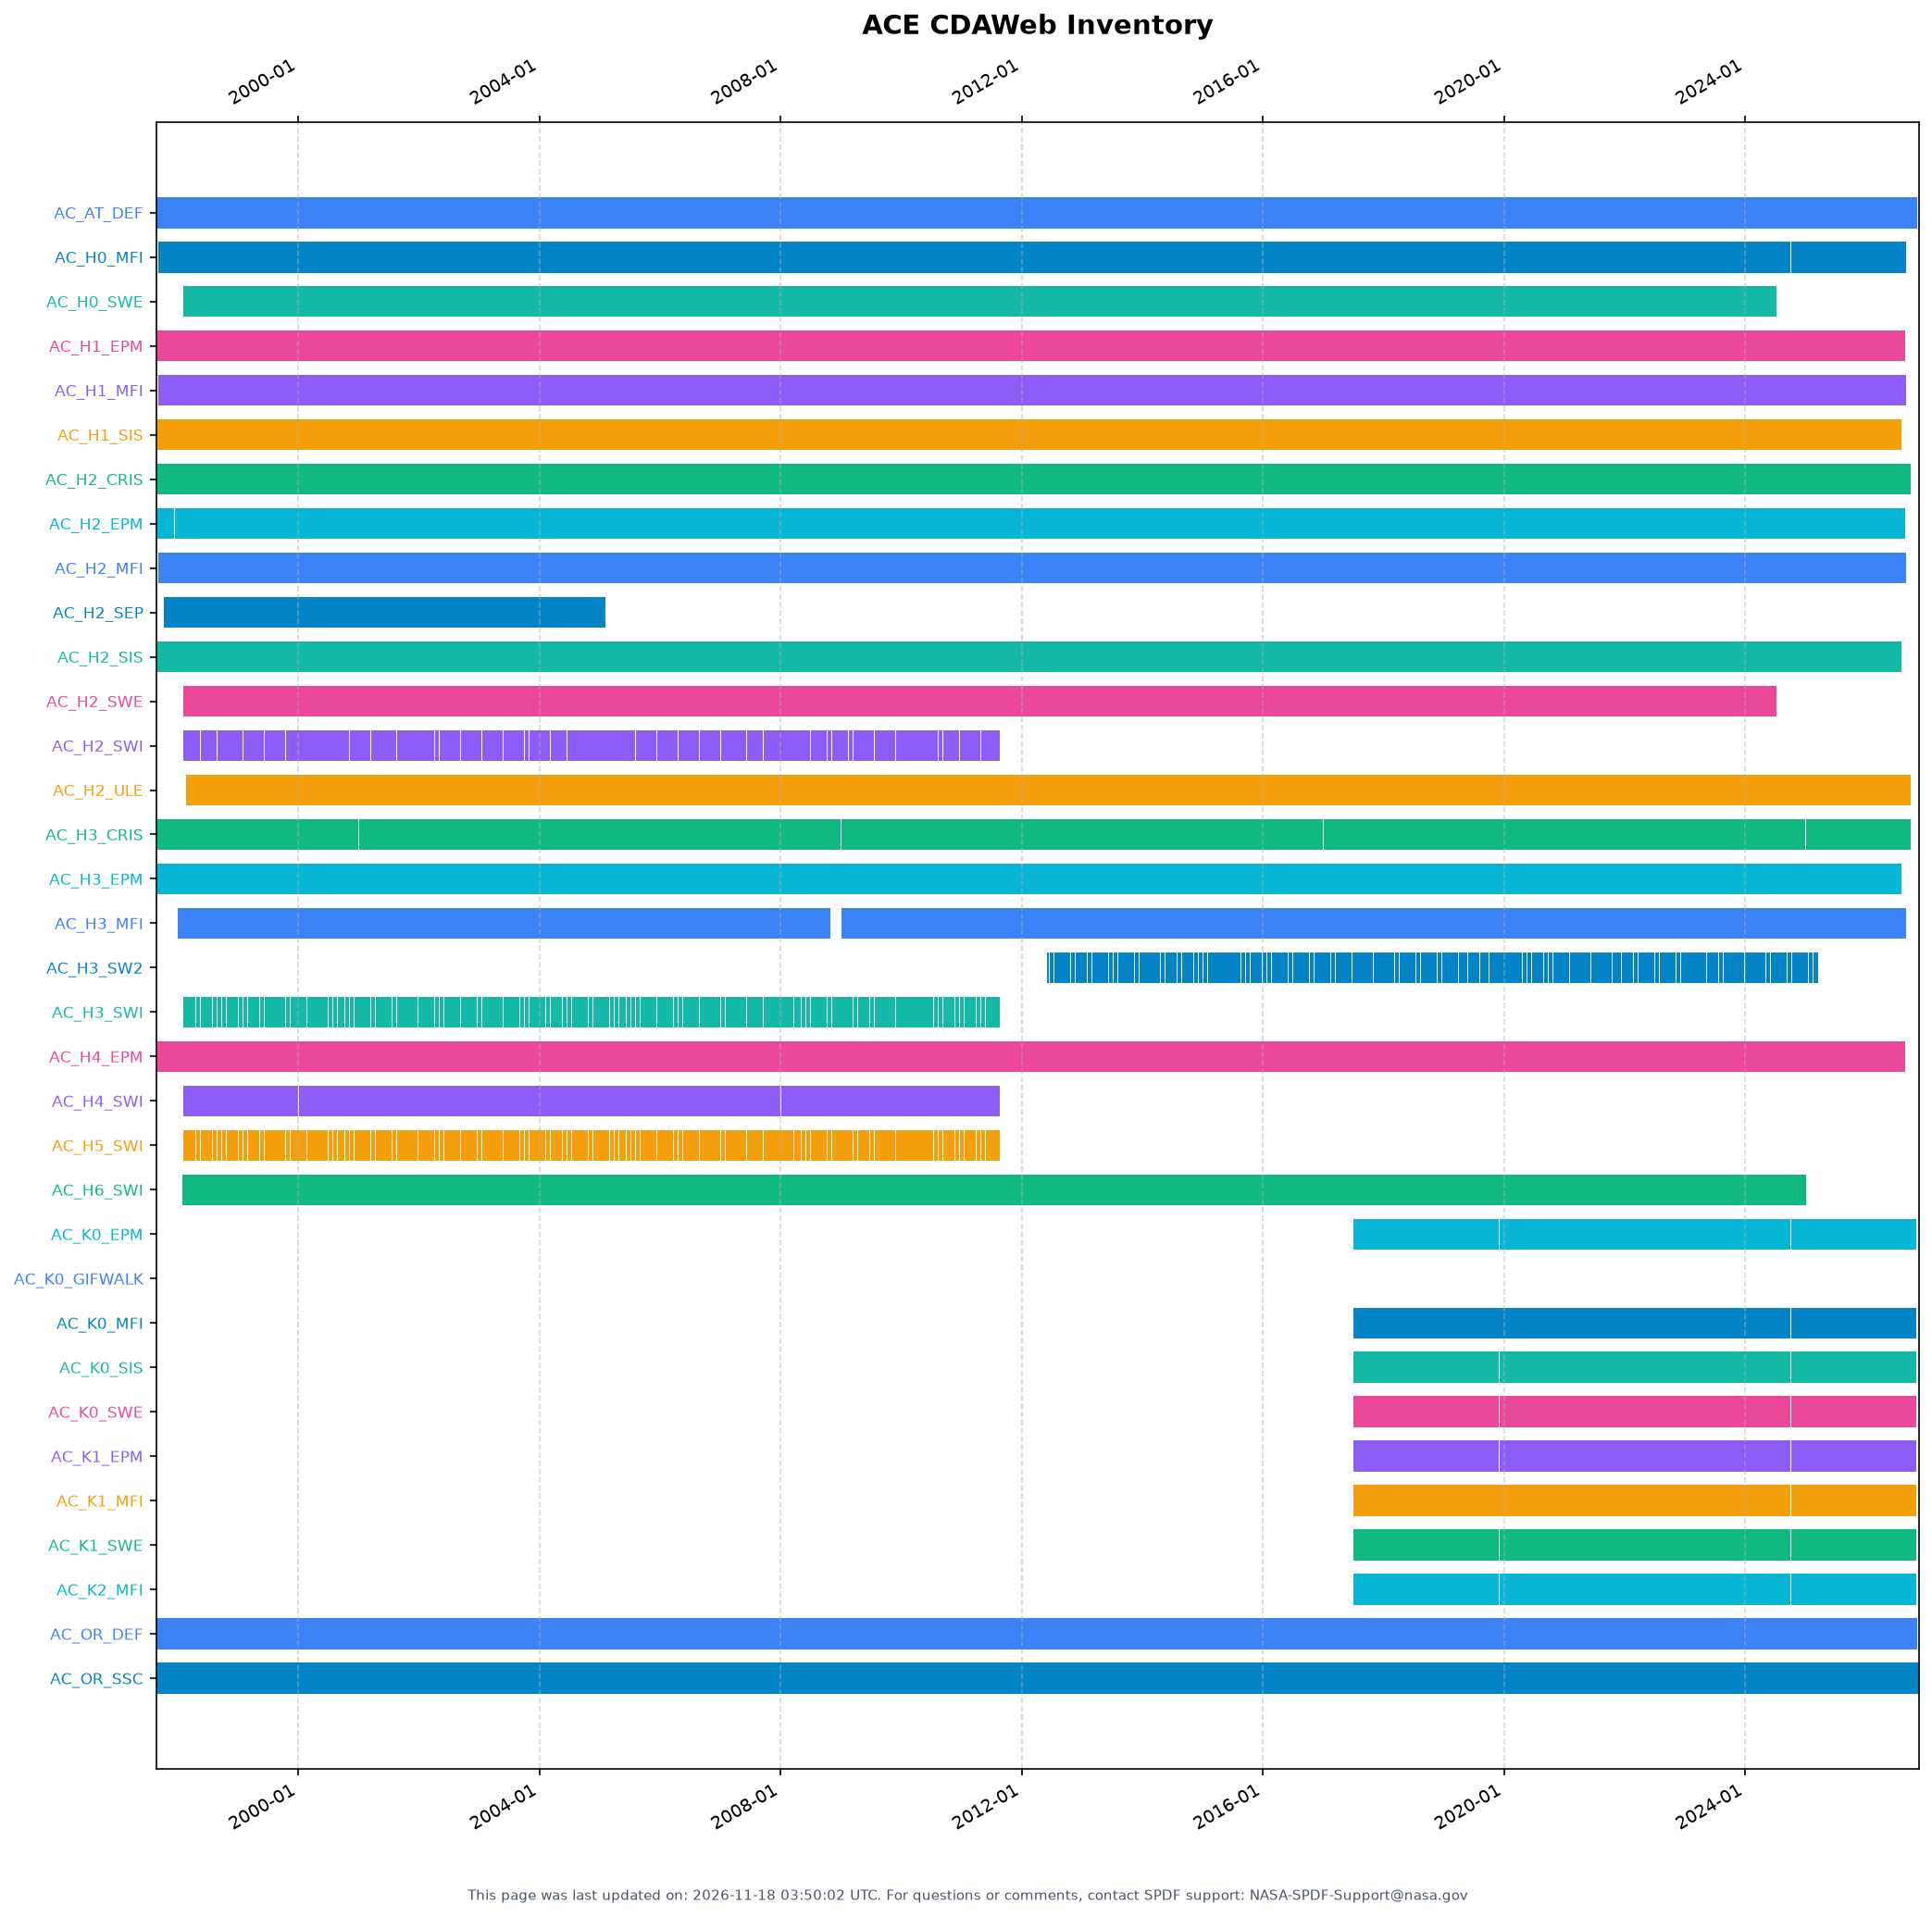 ACE CDAWeb Inventory
2000-01 2004-01 2008-01 2012-01 2016-01 2020-01 2024-01
AC_AT_DEF
AC_H0_MFI
AC_H0_SWE
AC_H1_EPM
AC_H1_MFI
AC_H1_SIS
AC_H2_CRIS
AC_H2_EPM
AC_H2_MFI
AC_H2_SEP
AC_H2_SIS
AC_H2_SWE
AC_H2_SWI
AC_H2_ULE
AC_H3_CRIS
AC_H3_EPM
AC_H3_MFI
AC_H3_SW2
AC_H3_SWI
AC_H4_EPM
AC_H4_SWI
AC_H5_SWI
AC_H6_SWI
AC_K0_EPM
AC_K0_GIFWALK
AC_K0_MFI
AC_K0_SIS
AC_K0_SWE
AC_K1_EPM
AC_K1_MFI
AC_K1_SWE
AC_K2_MFI
AC_OR_DEF
AC_OR_SSC
2000-01 2004-01 2008-01 2012-01 2016-01 2020-01 2024-01
This page was last updated on: 2026-11-18 03:50:02 UTC. For questions or comments, contact SPDF support: NASA-SPDF-Support@nasa.gov